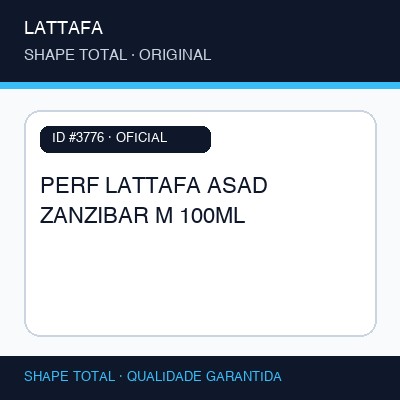 LATTAFA
SHAPE TOTAL · ORIGINAL
ID #3776 · OFICIAL
PERF LATTAFA ASAD
ZANZIBAR M 100ML
SHAPE TOTAL · QUALIDADE GARANTIDA